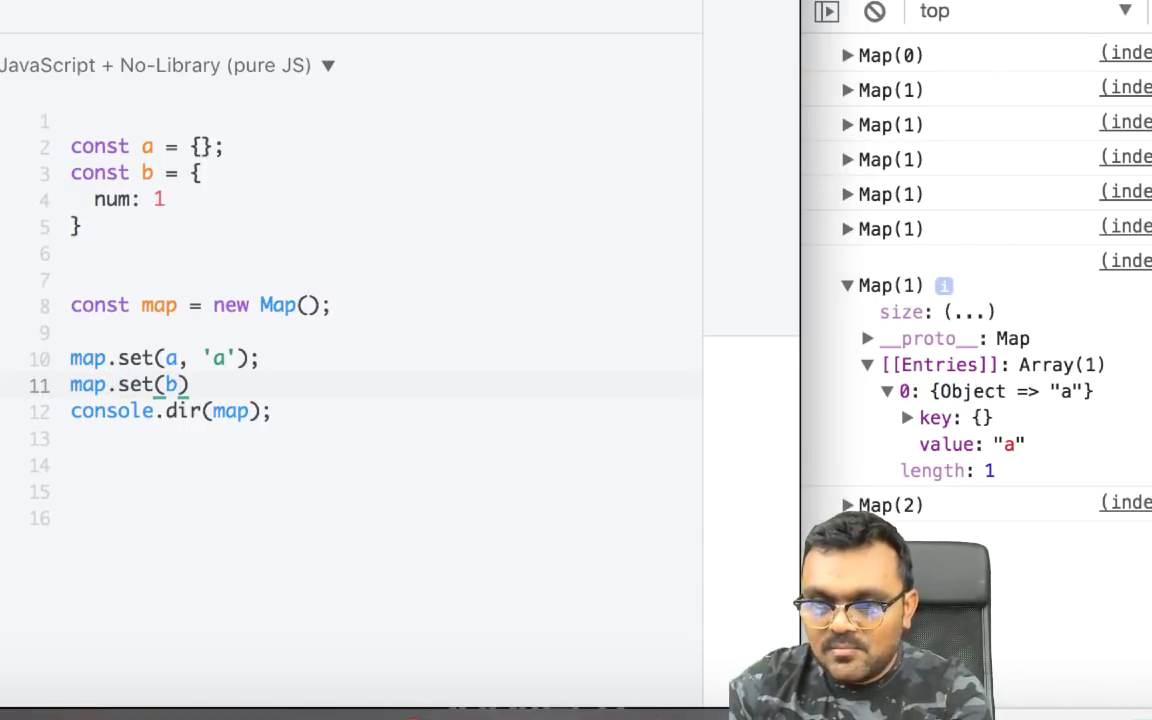 top ▼
JavaScript + No-Library (pure JS) ▼
1
2 const a = {};
3 const b = {
4 num: 1
5 }
6
7
8 const map = new Map();
9
10 map.set(a, 'a');
11 map.set(b)
12 console.dir(map);
13
14
15
16
▶ Map(0) (inde
▶ Map(1) (inde
▶ Map(1) (inde
▶ Map(1) (inde
▶ Map(1) (inde
▶ Map(1) (inde
(inde
▼ Map(1) i
size: (...)
▶ __proto__: Map
▼ [[Entries]]: Array(1)
▼ 0: {Object => "a"}
▶ key: {}
value: "a"
length: 1
▶ Map(2) (inde